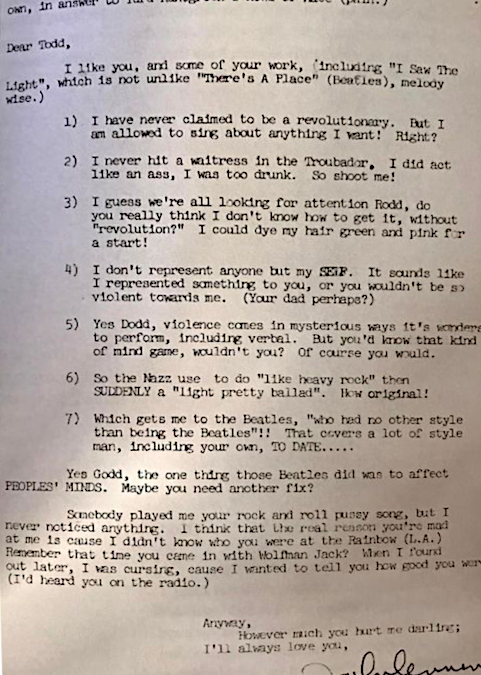 own, in answer to
Dear Todd,
I like you, and some of your work, including "I Saw The
Light", which is not unlike "There's A Place" (Beatles), melody
wise.)
1) I have never claimed to be a revolutionary. But I
am allowed to sing about anything I want! Right?
2) I never hit a waitress in the Troubador, I did act
like an ass, I was too drunk. So shoot me!
3) I guess we're all looking for attention Rodd, do
you really think I don't know how to get it, without
"revolution?" I could dye my hair green and pink for
a start!
4) I don't represent anyone but my SELF. It sounds like
I represented something to you, or you wouldn't be so
violent towards me. (Your dad perhaps?)
5) Yes Dodd, violence comes in mysterious ways it's wonders
to perform, including verbal. But you'd know that kind
of mind game, wouldn't you? Of course you would.
6) So the Nazz use to do "like heavy rock" then
SUDDENLY a "light pretty ballad". How original!
7) Which gets me to the Beatles, "who had no other style
than being the Beatles"!! That covers a lot of style
man, including your own, TO DATE.....
Yes Godd, the one thing those Beatles did was to affect
PEOPLES' MINDS. Maybe you need another fix?
Somebody played me your rock and roll pussy song, but I
never noticed anything. I think that the real reason you're mad
at me is cause I didn't know who you were at the Rainbow (L.A.)
Remember that time you came in with Wolfman Jack? When I found
out later, I was cursing, cause I wanted to tell you how good you were
(I'd heard you on the radio.)
Anyway,
However much you hurt me darling;
I'll always love you,